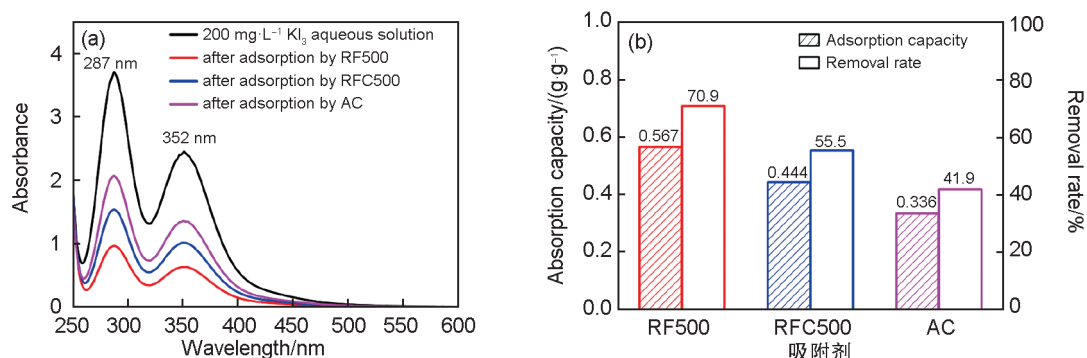 (a)
200 mg·L⁻¹ KI₃ aqueous solution
after adsorption by RF500
after adsorption by RFC500
after adsorption by AC
287 nm
352 nm
Absorbance
4
3
2
1
0
250 300 350 400 450 500 550 600
Wavelength/nm
(b)
Adsorption capacity
Removal rate
Absorption capacity/(g·g⁻¹)
1.0
0.8
0.6
0.4
0.2
0.0
0.567
70.9
0.444
55.5
0.336
41.9
100
80
60
40
20
0
Removal rate/%
RF500 RFC500 AC
吸附剂